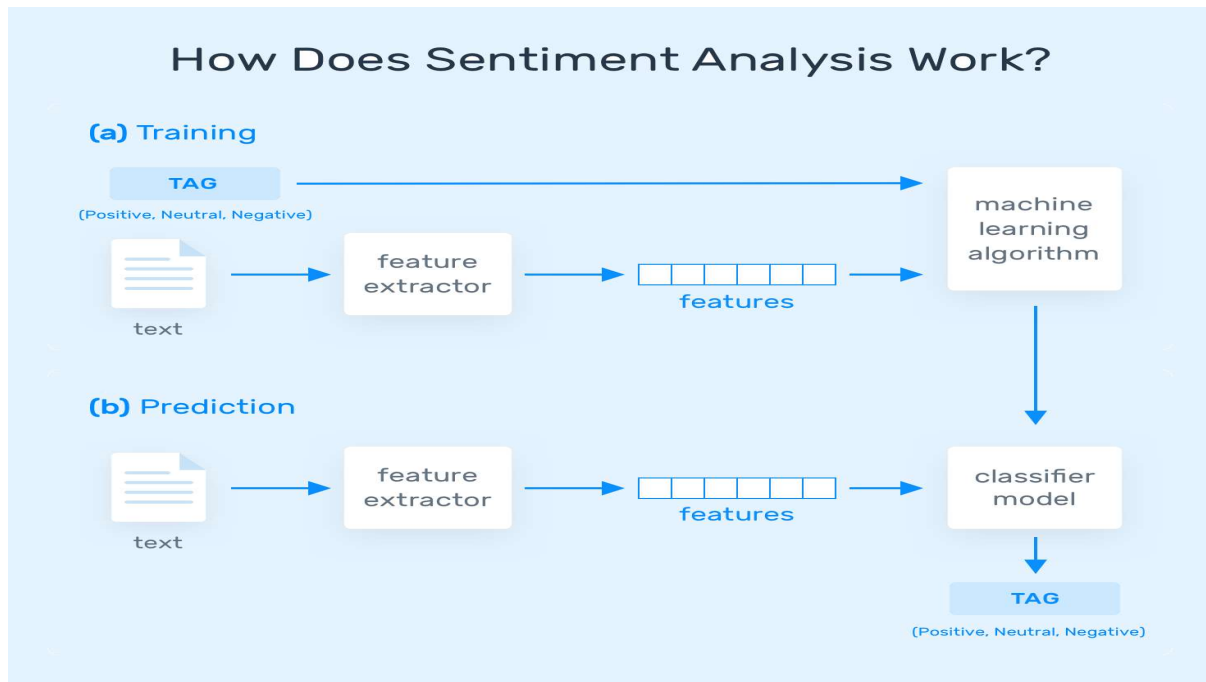 How Does Sentiment Analysis Work?
(a) Training
TAG
(Positive, Neutral, Negative)
text
feature
extractor
features
machine
learning
algorithm
(b) Prediction
text
feature
extractor
features
classifier
model
TAG
(Positive, Neutral, Negative)